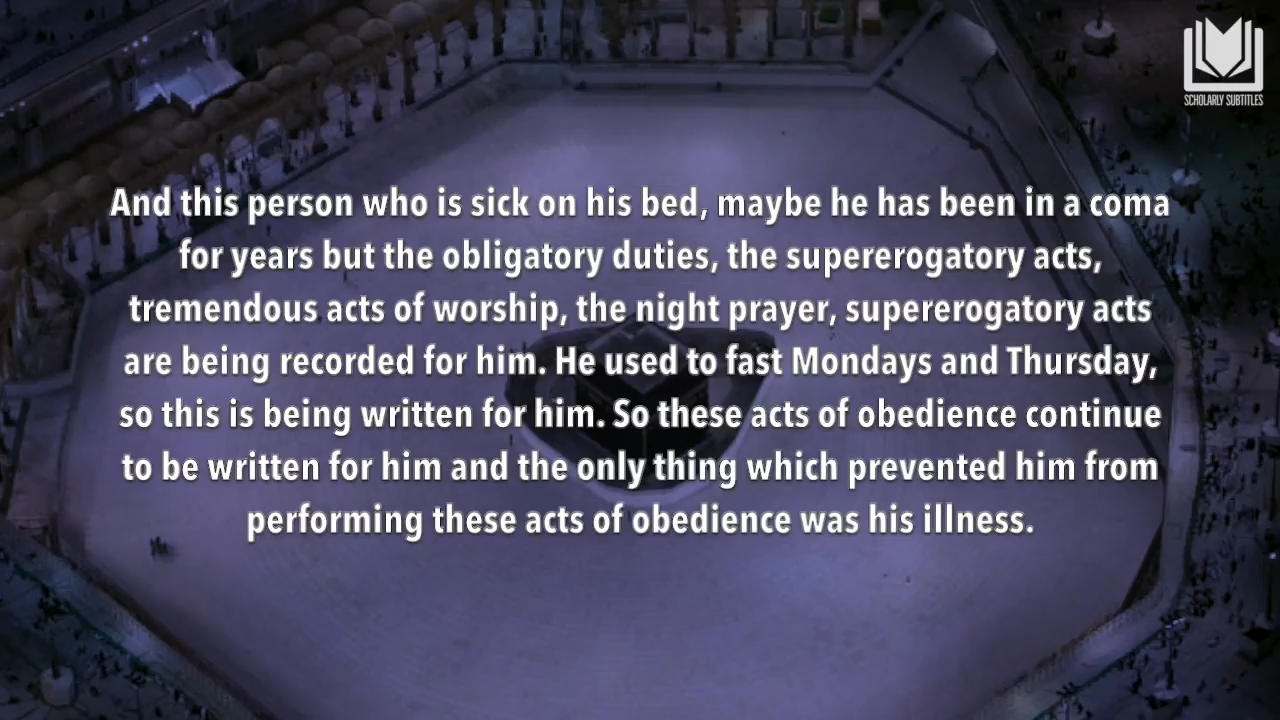 SCHOLARLY SUBTITLES
And this person who is sick on his bed, maybe he has been in a coma
for years but the obligatory duties, the supererogatory acts,
tremendous acts of worship, the night prayer, supererogatory acts
are being recorded for him. He used to fast Mondays and Thursday,
so this is being written for him. So these acts of obedience continue
to be written for him and the only thing which prevented him from
performing these acts of obedience was his illness.